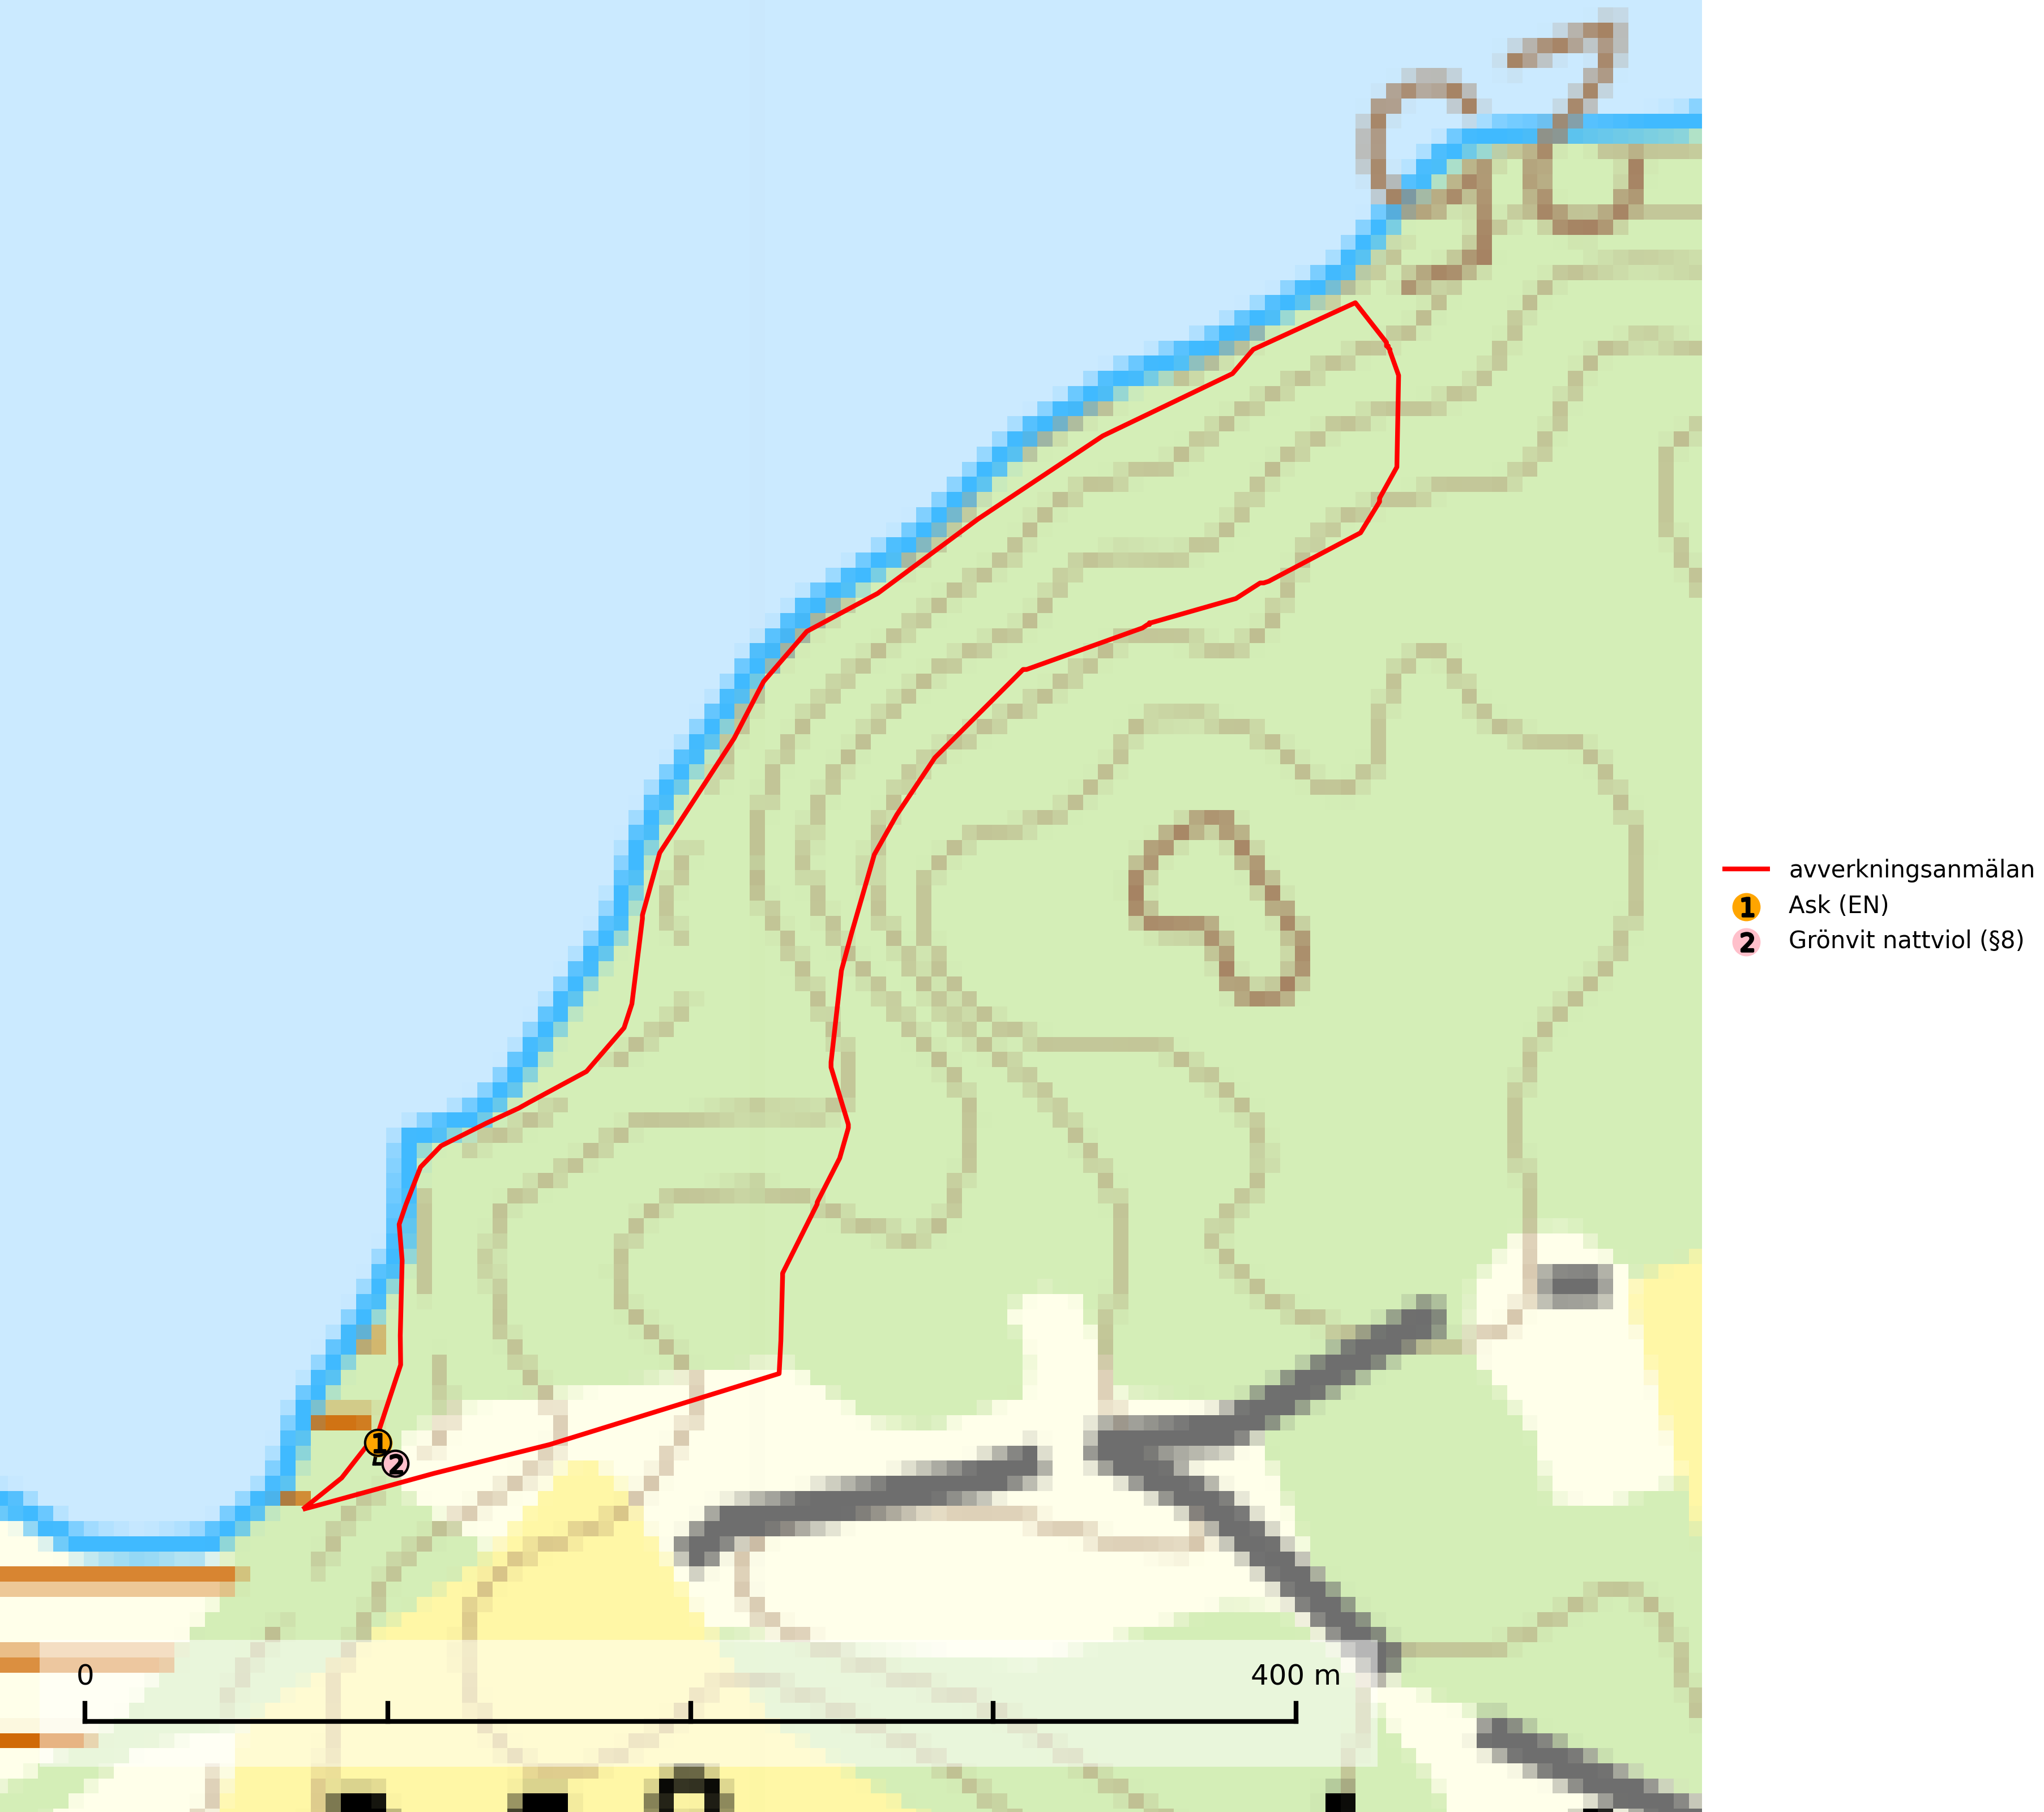 avverkningsanmälan
1 Ask (EN)
2 Grönvit nattviol (§8)
1
2
0 400 m